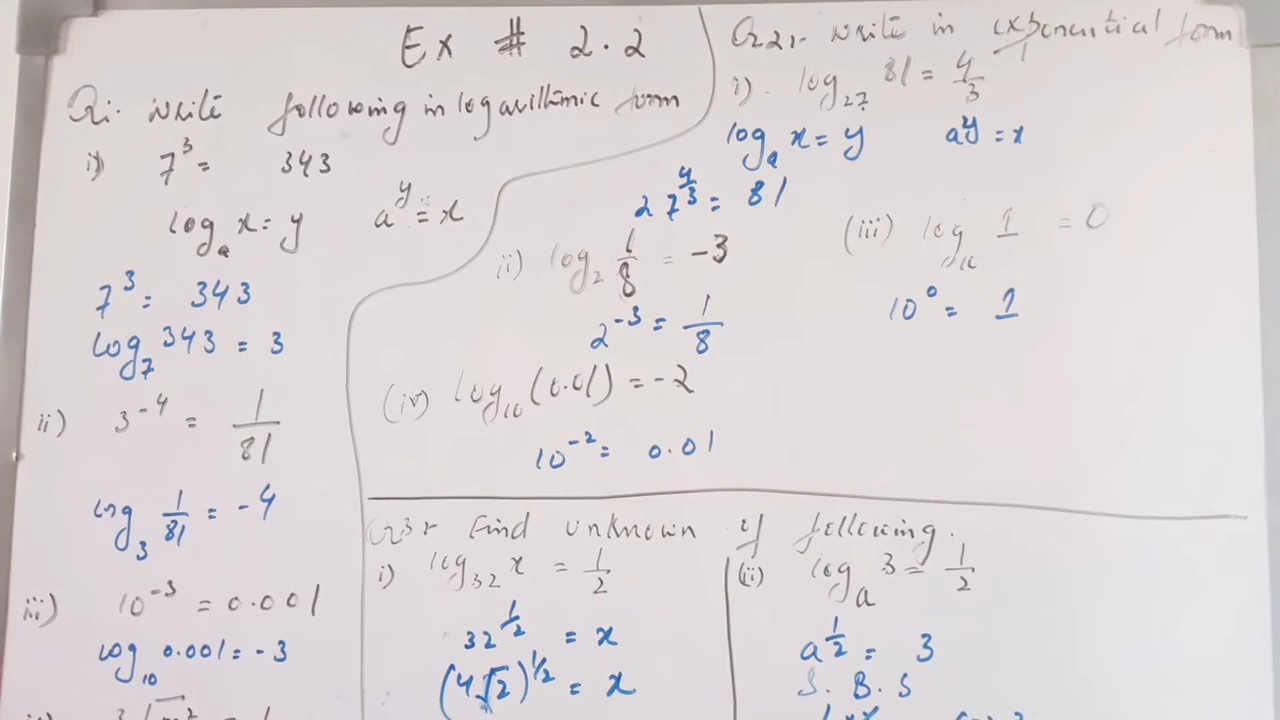 Ex # 2.2
Q1. Write following in logarithmic form
i) 7³ = 343
logₐ x = y a^y = x
7³ = 343
log₇ 343 = 3
ii) 3⁻⁴ = 1/81
log₃ 1/81 = -4
iii) 10⁻³ = 0.001
log₁₀ 0.001 = -3
Q2:- Write in exponential form
i). log₂₇ 81 = 4/3
logₐ x = y a^y = x
27^(4/3) = 81
ii) log₂ 1/8 = -3
2⁻³ = 1/8
(iii) log₁₀ 1 = 0
10⁰ = 1
(iv) log₁₀ (0.01) = -2
10⁻² = 0.01
Q3:- Find unknown of following.
i) log₃₂ x = 1/2
32^(1/2) = x
(4√2)^(1/2) = x
(ii) logₐ 3 = 1/2
a^(1/2) = 3
S.B.S